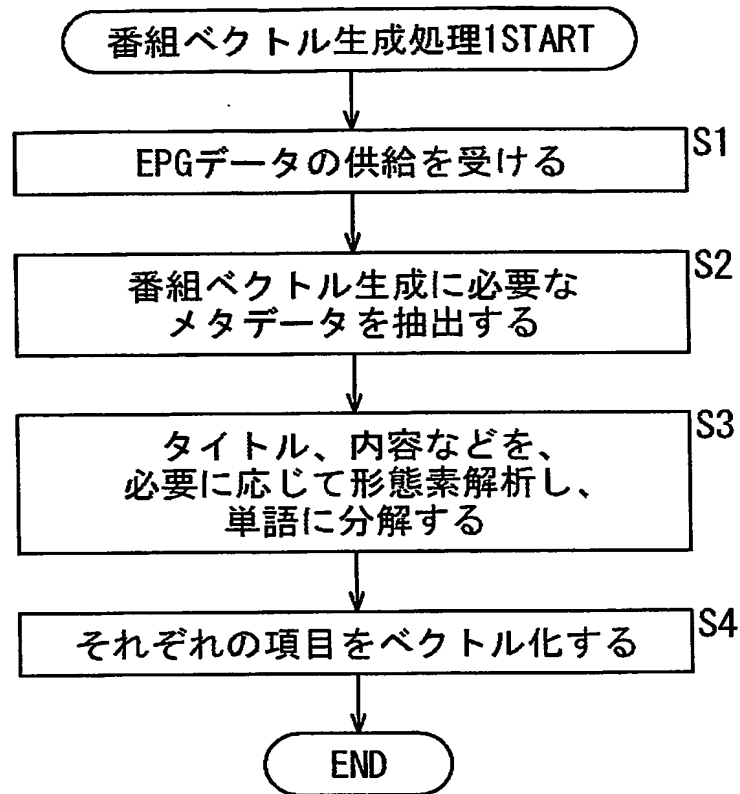 番組ベクトル生成処理1START
EPGデータの供給を受ける
S1
番組ベクトル生成に必要な
メタデータを抽出する
S2
タイトル、内容などを、
必要に応じて形態素解析し、
単語に分解する
S3
それぞれの項目をベクトル化する
S4
END